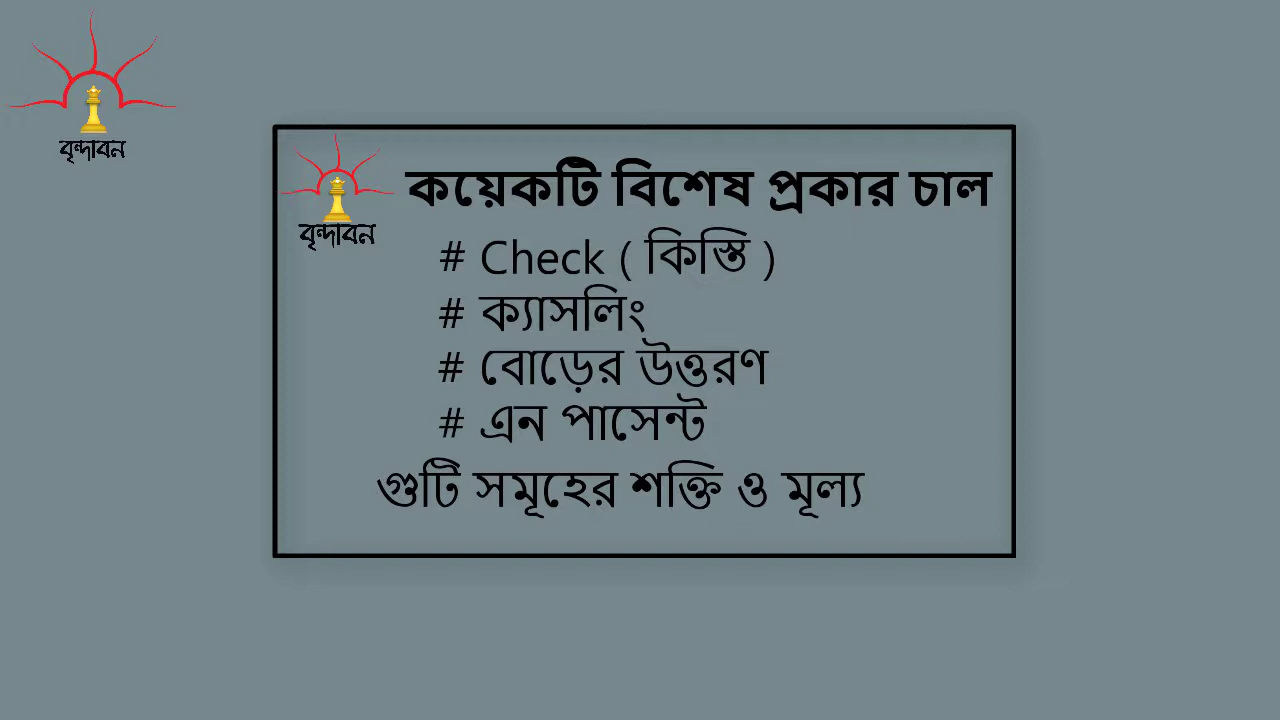 বৃন্দাবন
বৃন্দাবন
কয়েকটি বিশেষ প্রকার চাল
# Check ( কিস্তি )
# ক্যাসলিং
# বোড়ের উত্তরণ
# এন পাসেন্ট
গুটি সমূহের শক্তি ও মূল্য